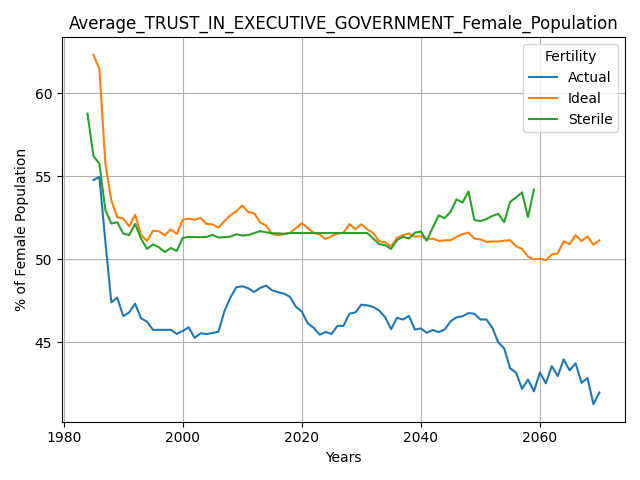 Average_TRUST_IN_EXECUTIVE_GOVERNMENT_Female_Population
Fertility
Actual
Ideal
Sterile
% of Female Population
60
55
50
45
1980
2000
2020
2040
2060
Years